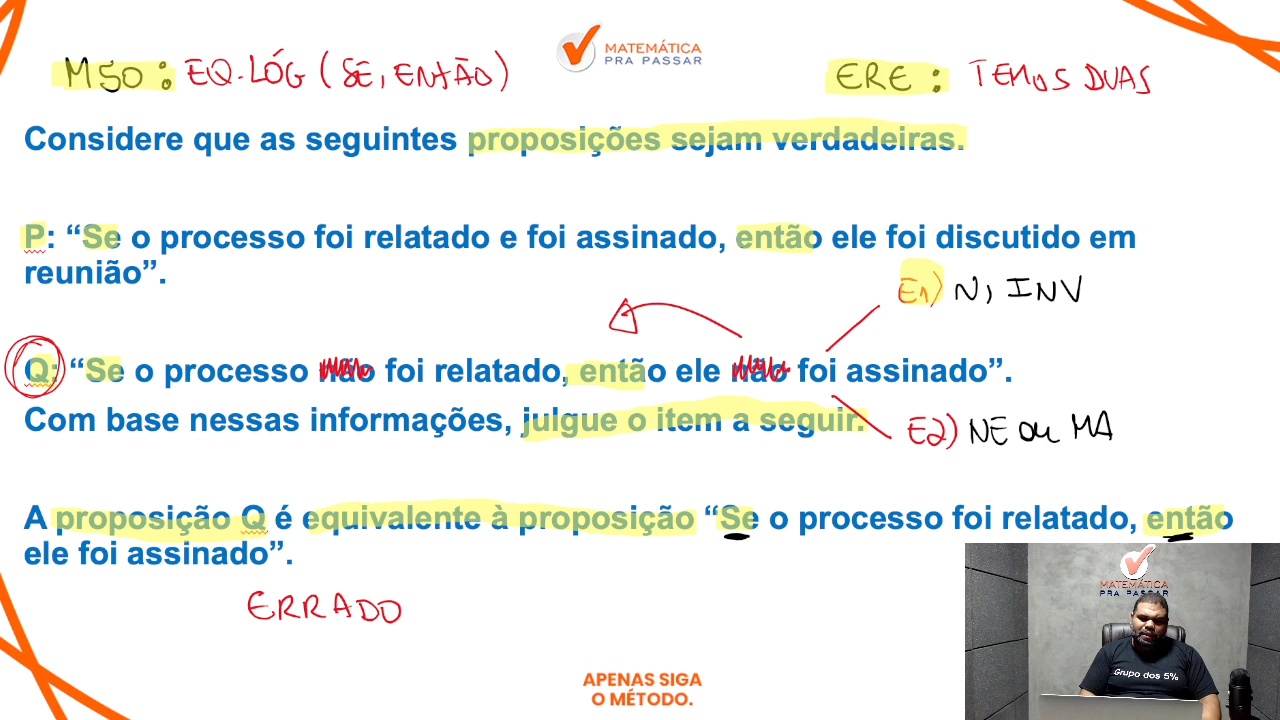 MATEMÁTICA
PRA PASSAR
M50: EQ. LÓG (SE, ENTÃO)
ERE: TEMOS DUAS
Considere que as seguintes proposições sejam verdadeiras.
P: “Se o processo foi relatado e foi assinado, então ele foi discutido em
reunião”.
E1) N, INV
Q: “Se o processo não foi relatado, então ele não foi assinado”.
Com base nessas informações, julgue o item a seguir.
E2) NE ou MA
A proposição Q é equivalente à proposição “Se o processo foi relatado, então
ele foi assinado”.
ERRADO
MATEMÁTICA
PRA PASSAR
Grupo dos 5%
APENAS SIGA
O MÉTODO.